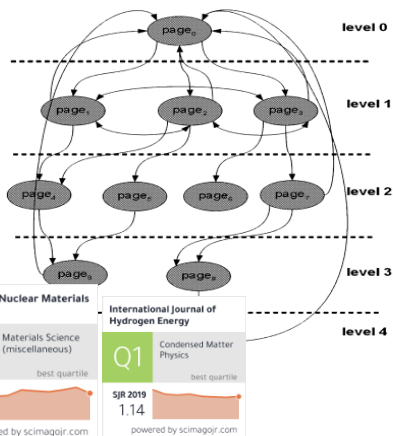 page₀
level 0
page₁
page₂
page₃
level 1
page₄
page₅
page₆
page₇
level 2
level 3
level 4
Nuclear Materials
Materials Science
(miscellaneous)
best quartile
ed by scimagojr.com
International Journal of
Hydrogen Energy
Q1
Condensed Matter
Physics
best quartile
SJR 2019
1.14
powered by scimagojr.com